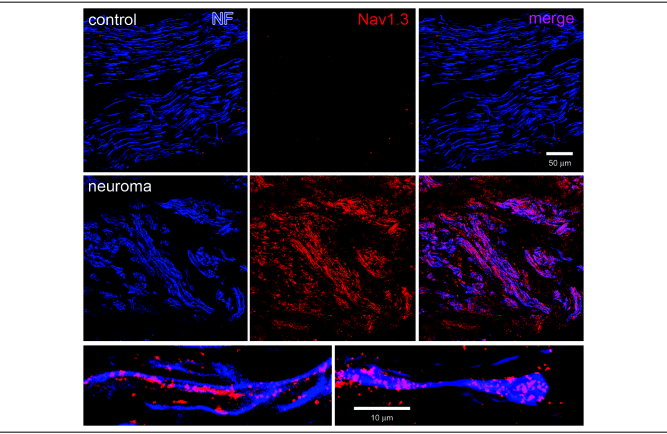 control NF Nav1.3 merge
50 µm
neuroma
10 µm